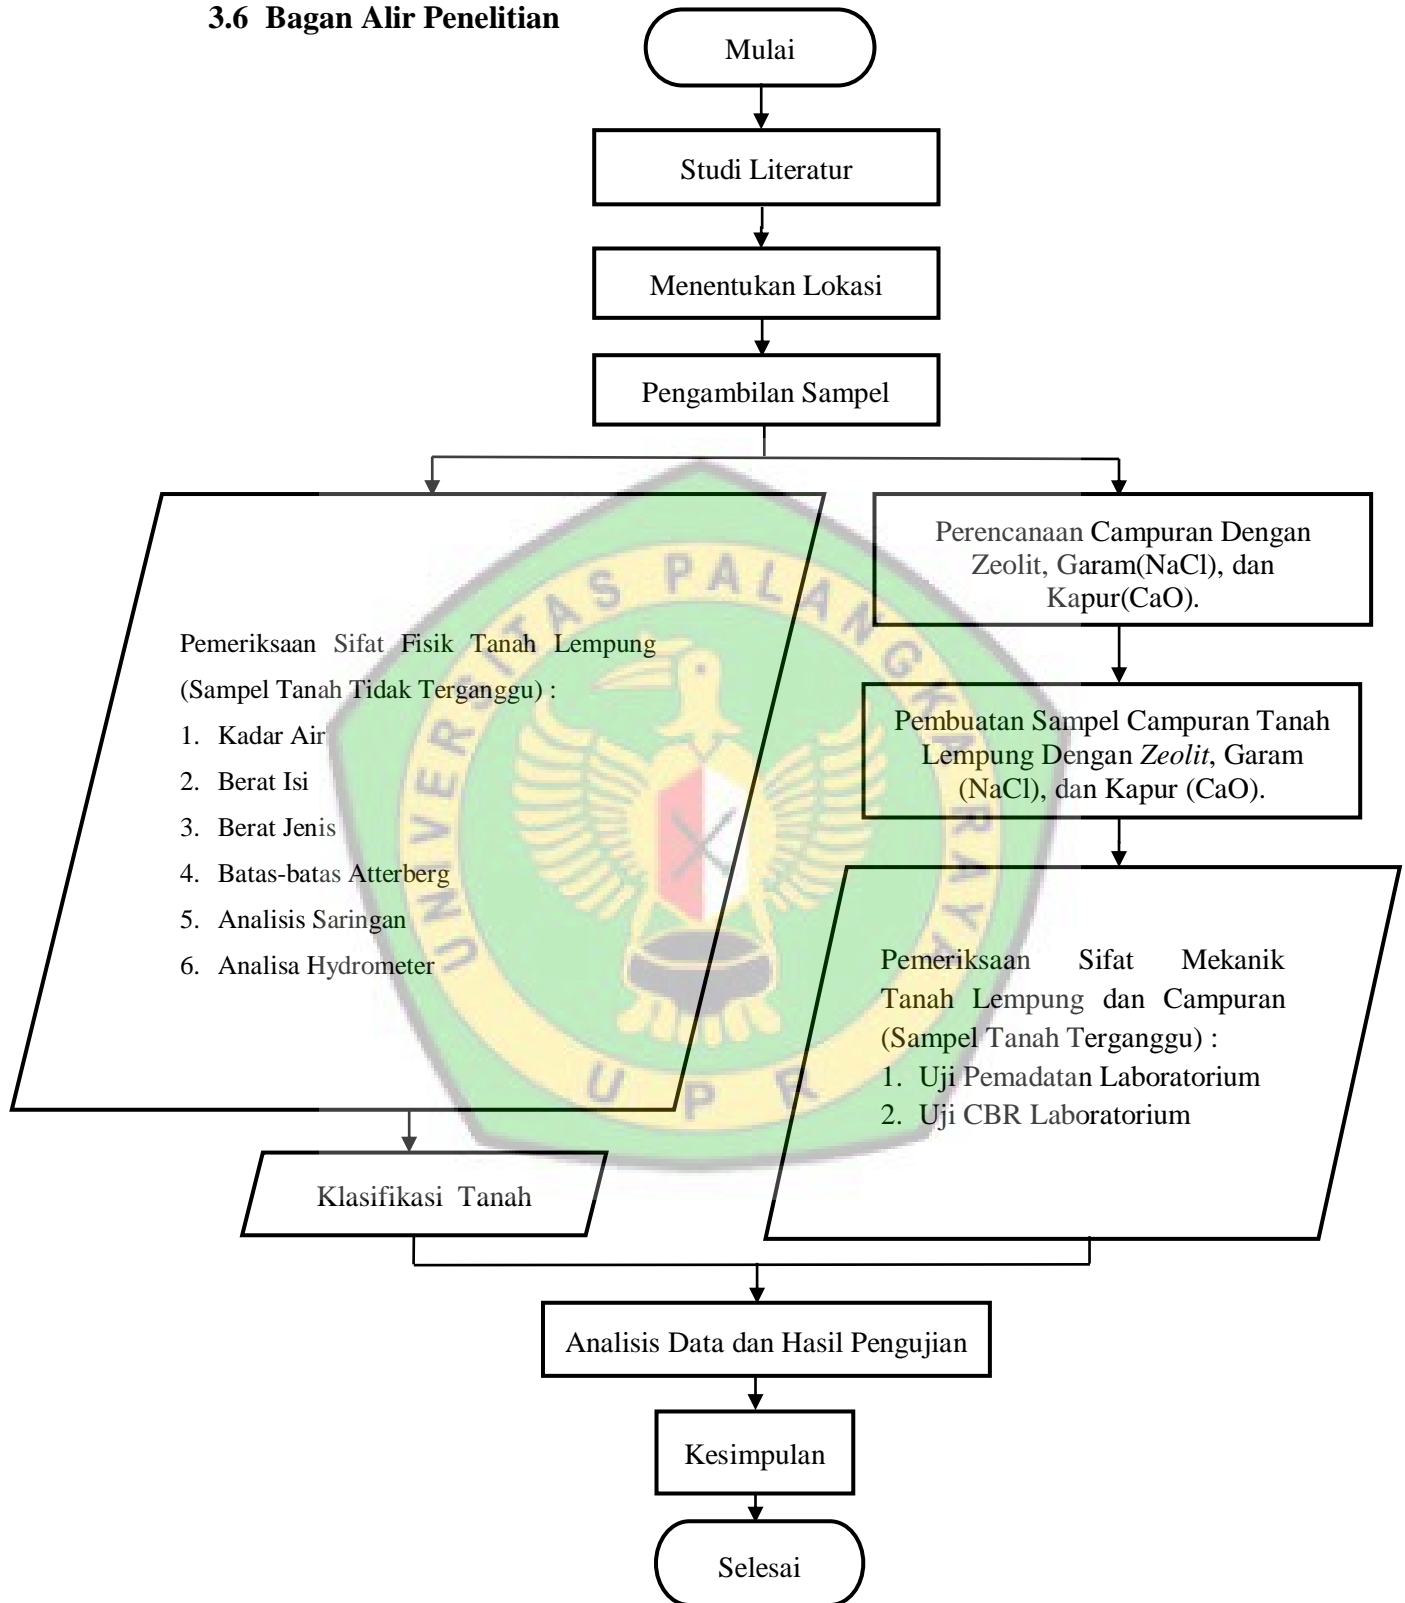 3.6 Bagan Alir Penelitian
Mulai
Studi Literatur
Menentukan Lokasi
Pengambilan Sampel
Pemeriksaan Sifat Fisik Tanah Lempung
(Sampel Tanah Tidak Terganggu) :
1. Kadar Air
2. Berat Isi
3. Berat Jenis
4. Batas-batas Atterberg
5. Analisis Saringan
6. Analisa Hydrometer
Klasifikasi Tanah
Perencanaan Campuran Dengan
Zeolit, Garam(NaCl), dan
Kapur(CaO).
Pembuatan Sampel Campuran Tanah
Lempung Dengan Zeolit, Garam
(NaCl), dan Kapur (CaO).
Pemeriksaan Sifat Mekanik
Tanah Lempung dan Campuran
(Sampel Tanah Terganggu) :
1. Uji Pemadatan Laboratorium
2. Uji CBR Laboratorium
Analisis Data dan Hasil Pengujian
Kesimpulan
Selesai
UNIVERSITAS PALANGKA RAYA
UPR